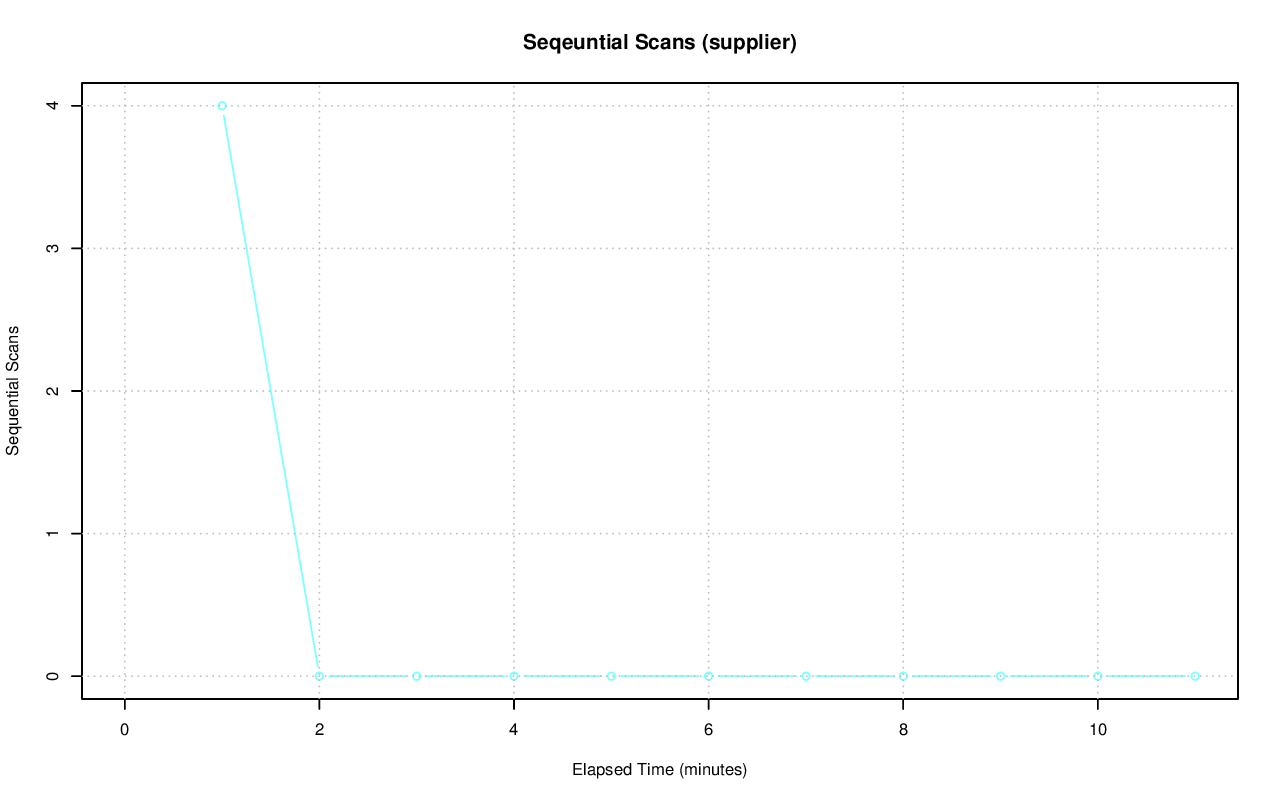 Seqeuntial Scans (supplier)
Sequential Scans
4
3
2
1
0
0 2 4 6 8 10
Elapsed Time (minutes)